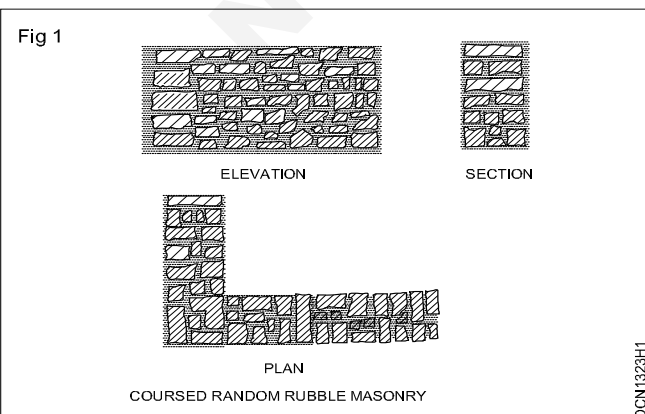 Fig 1
ELEVATION
SECTION
PLAN
COURSED RANDOM RUBBLE MASONRY
DCN1323H1